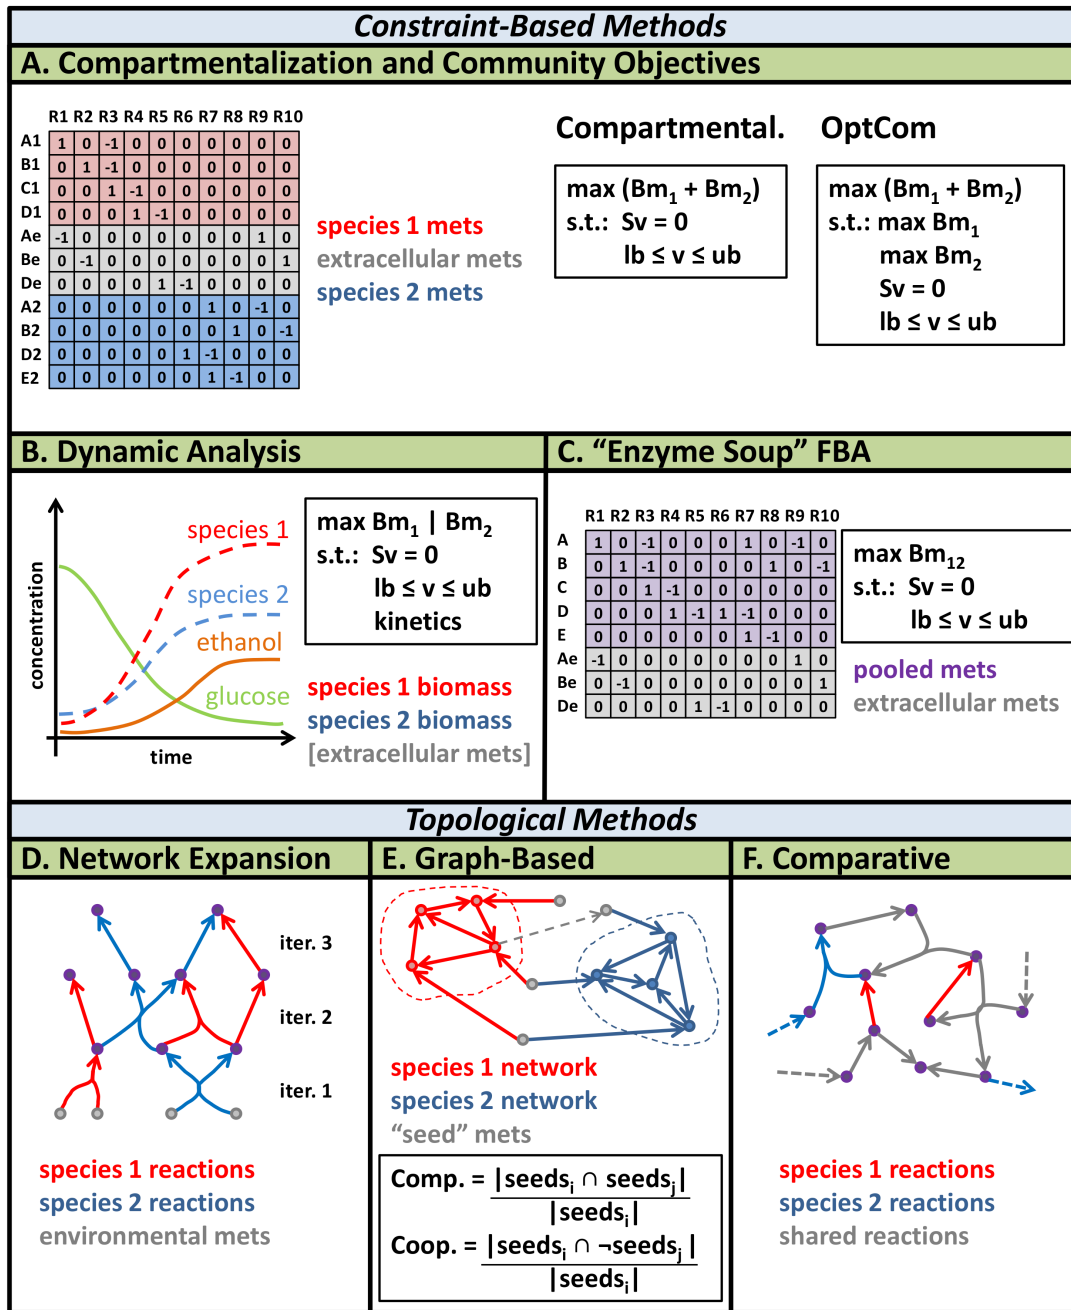 Constraint-Based Methods
A. Compartmentalization and Community Objectives
R1 R2 R3 R4 R5 R6 R7 R8 R9 R10
A1 1 0 -1 0 0 0 0 0 0 0
B1 0 1 -1 0 0 0 0 0 0 0
C1 0 0 1 -1 0 0 0 0 0 0
D1 0 0 0 1 -1 0 0 0 0 0
Ae -1 0 0 0 0 0 0 0 1 0
Be 0 -1 0 0 0 0 0 0 0 1
De 0 0 0 0 1 -1 0 0 0 0
A2 0 0 0 0 0 0 1 0 -1 0
B2 0 0 0 0 0 0 0 1 0 -1
D2 0 0 0 0 0 1 -1 0 0 0
E2 0 0 0 0 0 0 1 -1 0 0
species 1 mets
extracellular mets
species 2 mets
Compartmental.
max (Bm₁ + Bm₂)
s.t.: Sv = 0
lb ≤ v ≤ ub
OptCom
max (Bm₁ + Bm₂)
s.t.: max Bm₁
max Bm₂
Sv = 0
lb ≤ v ≤ ub
B. Dynamic Analysis
concentration
time
species 1
species 2
ethanol
glucose
max Bm₁ | Bm₂
s.t.: Sv = 0
lb ≤ v ≤ ub
kinetics
species 1 biomass
species 2 biomass
[extracellular mets]
C. “Enzyme Soup” FBA
R1 R2 R3 R4 R5 R6 R7 R8 R9 R10
A 1 0 -1 0 0 0 1 0 -1 0
B 0 1 -1 0 0 0 0 1 0 -1
C 0 0 1 -1 0 0 0 0 0 0
D 0 0 0 1 -1 1 -1 0 0 0
E 0 0 0 0 0 0 1 -1 0 0
Ae -1 0 0 0 0 0 0 0 1 0
Be 0 -1 0 0 0 0 0 0 0 1
De 0 0 0 0 1 -1 0 0 0 0
max Bm₁₂
s.t.: Sv = 0
lb ≤ v ≤ ub
pooled mets
extracellular mets
Topological Methods
D. Network Expansion
iter. 3
iter. 2
iter. 1
species 1 reactions
species 2 reactions
environmental mets
E. Graph-Based
species 1 network
species 2 network
“seed” mets
Comp. = |seedsᵢ ∩ seedsⱼ|
|seedsᵢ|
Coop. = |seedsᵢ ∩ ¬seedsⱼ|
|seedsᵢ|
F. Comparative
species 1 reactions
species 2 reactions
shared reactions